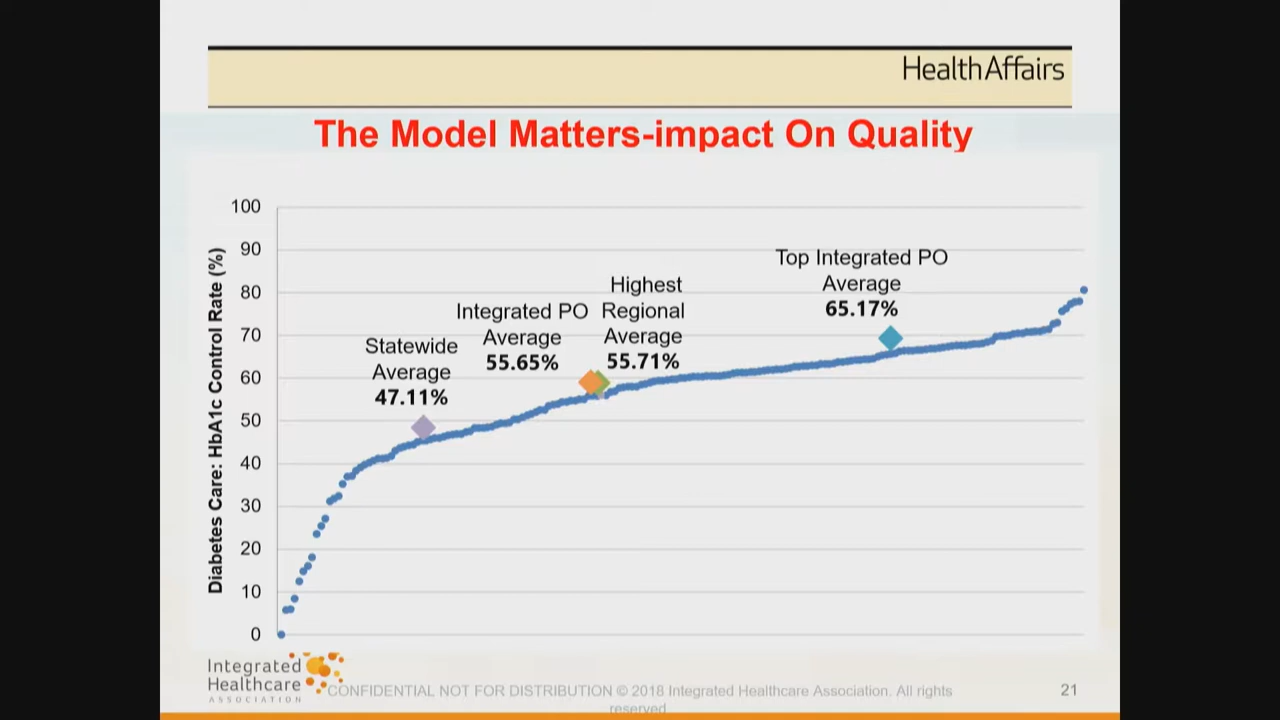 HealthAffairs
The Model Matters-impact On Quality
Diabetes Care: HbA1c Control Rate (%)
100
90
80
70
60
50
40
30
20
10
0
Statewide
Average
47.11%
Integrated PO
Average
55.65%
Highest
Regional
Average
55.71%
Top Integrated PO
Average
65.17%
Integrated
Healthcare
ASSOCIATION
CONFIDENTIAL NOT FOR DISTRIBUTION © 2018 Integrated Healthcare Association. All rights
reserved
21